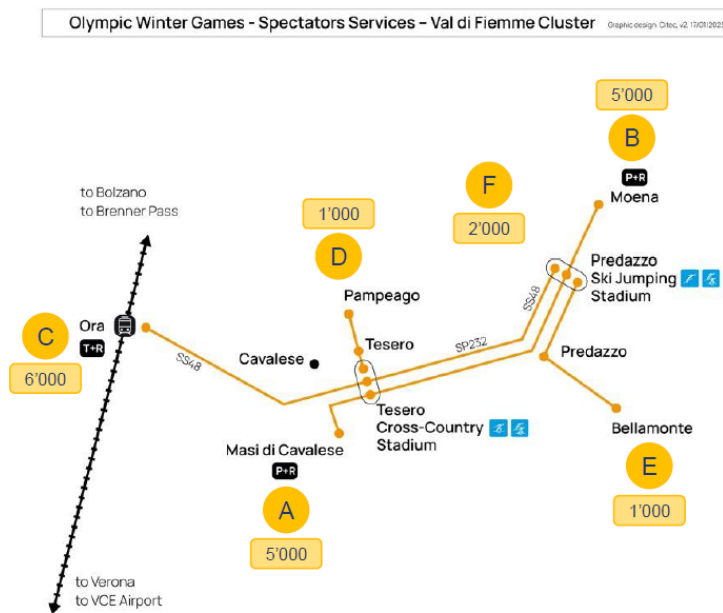 Olympic Winter Games - Spectators Services – Val di Fiemme Cluster
Graphic design: Citec, v2, 17/01/2025
5'000
B
P+R
Moena
F
2'000
to Bolzano
to Brenner Pass
1'000
D
Pampeago
Predazzo
Ski Jumping
Stadium
SS48
C
Ora
T+R
6'000
SS48
Tesero
Cavalese
SP232
Predazzo
Tesero
Cross-Country
Stadium
Bellamonte
Masi di Cavalese
P+R
A
5'000
E
1'000
to Verona
to VCE Airport